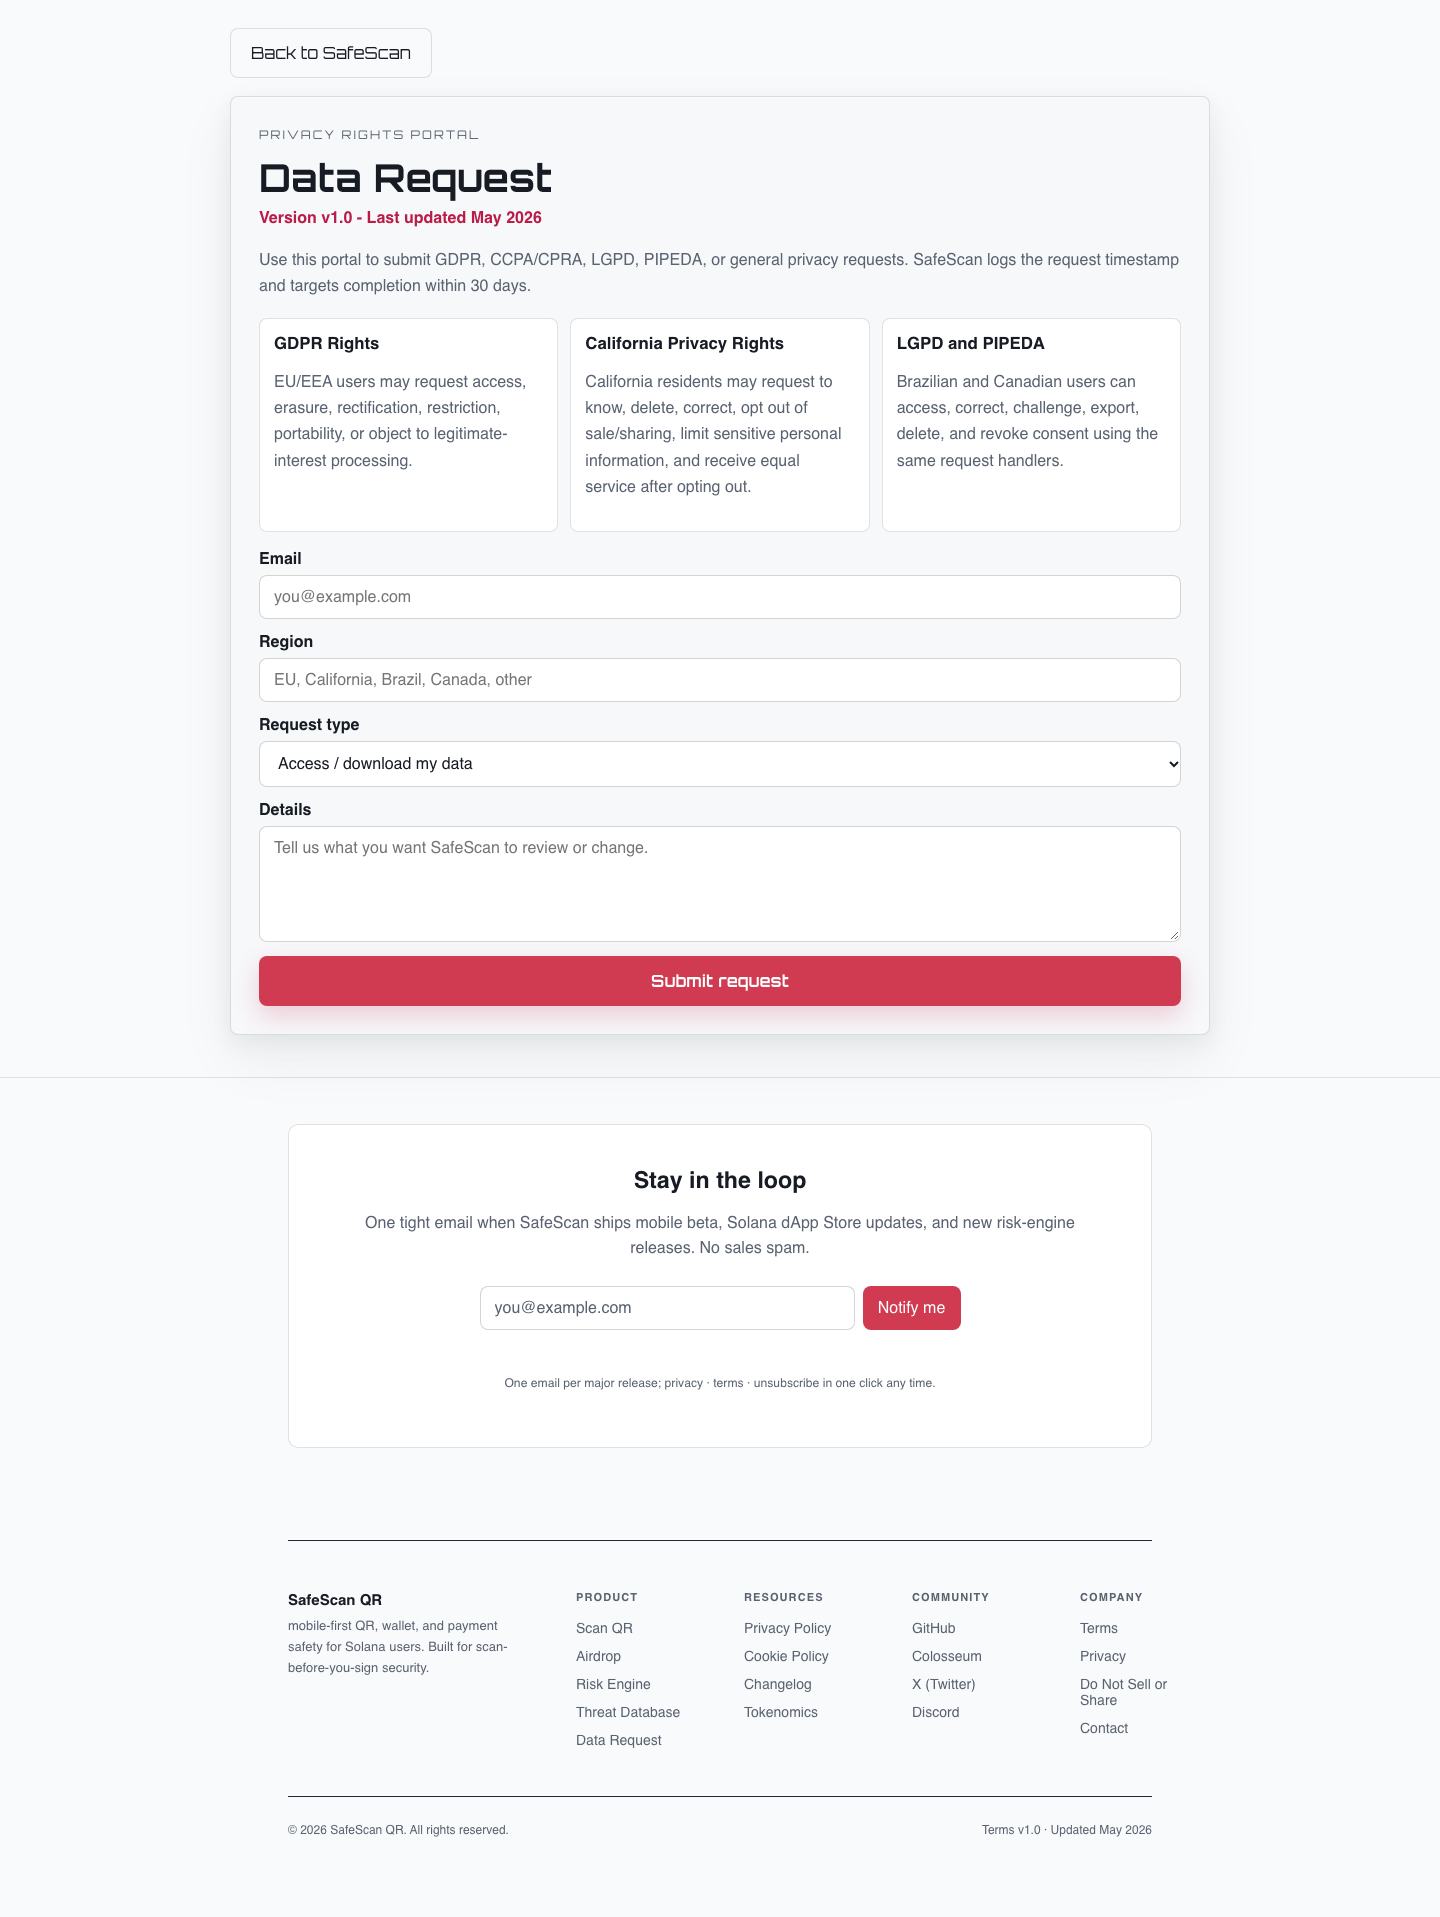 Back to SafeScan
PRIVACY RIGHTS PORTAL
Data Request
Version v1.0 - Last updated May 2026
Use this portal to submit GDPR, CCPA/CPRA, LGPD, PIPEDA, or general privacy requests. SafeScan logs the request timestamp
and targets completion within 30 days.
GDPR Rights
EU/EEA users may request access,
erasure, rectification, restriction,
portability, or object to legitimate-
interest processing.
California Privacy Rights
California residents may request to
know, delete, correct, opt out of
sale/sharing, limit sensitive personal
information, and receive equal
service after opting out.
LGPD and PIPEDA
Brazilian and Canadian users can
access, correct, challenge, export,
delete, and revoke consent using the
same request handlers.
Email
you@example.com
Region
EU, California, Brazil, Canada, other
Request type
Access / download my data
Details
Tell us what you want SafeScan to review or change.
Submit request
Stay in the loop
One tight email when SafeScan ships mobile beta, Solana dApp Store updates, and new risk-engine
releases. No sales spam.
you@example.com
Notify me
One email per major release; privacy · terms · unsubscribe in one click any time.
SafeScan QR
mobile-first QR, wallet, and payment
safety for Solana users. Built for scan-
before-you-sign security.
PRODUCT
Scan QR
Airdrop
Risk Engine
Threat Database
Data Request
RESOURCES
Privacy Policy
Cookie Policy
Changelog
Tokenomics
COMMUNITY
GitHub
Colosseum
X (Twitter)
Discord
COMPANY
Terms
Privacy
Do Not Sell or
Share
Contact
© 2026 SafeScan QR. All rights reserved.
Terms v1.0 · Updated May 2026